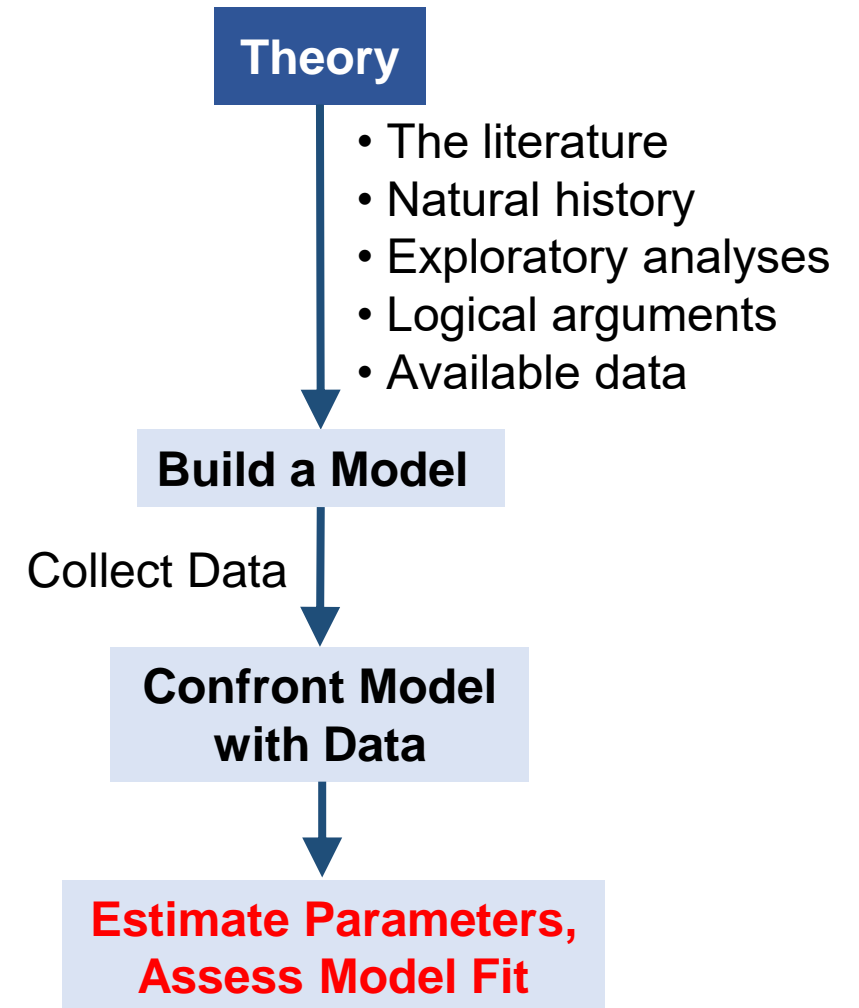 Theory
• The literature
• Natural history
• Exploratory analyses
• Logical arguments
• Available data
Build a Model
Collect Data
Confront Model
with Data
Estimate Parameters,
Assess Model Fit